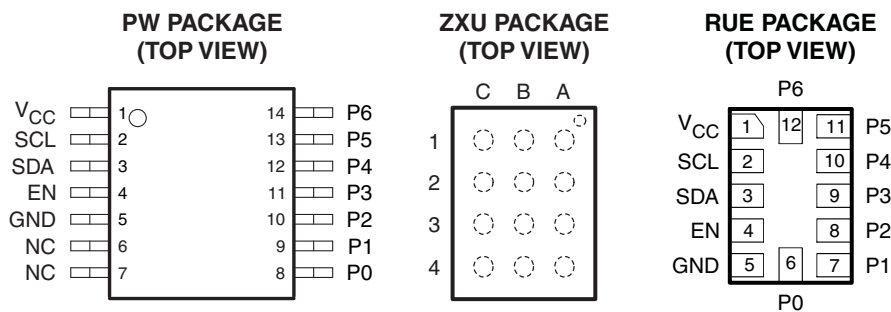 PW PACKAGE
(TOP VIEW)
V_CC 1 14 P6
SCL 2 13 P5
SDA 3 12 P4
EN 4 11 P3
GND 5 10 P2
NC 6 9 P1
NC 7 8 P0
ZXU PACKAGE
(TOP VIEW)
C B A
1
2
3
4
RUE PACKAGE
(TOP VIEW)
P6
V_CC 1 12 11 P5
SCL 2 10 P4
SDA 3 9 P3
EN 4 8 P2
GND 5 6 7 P1
P0